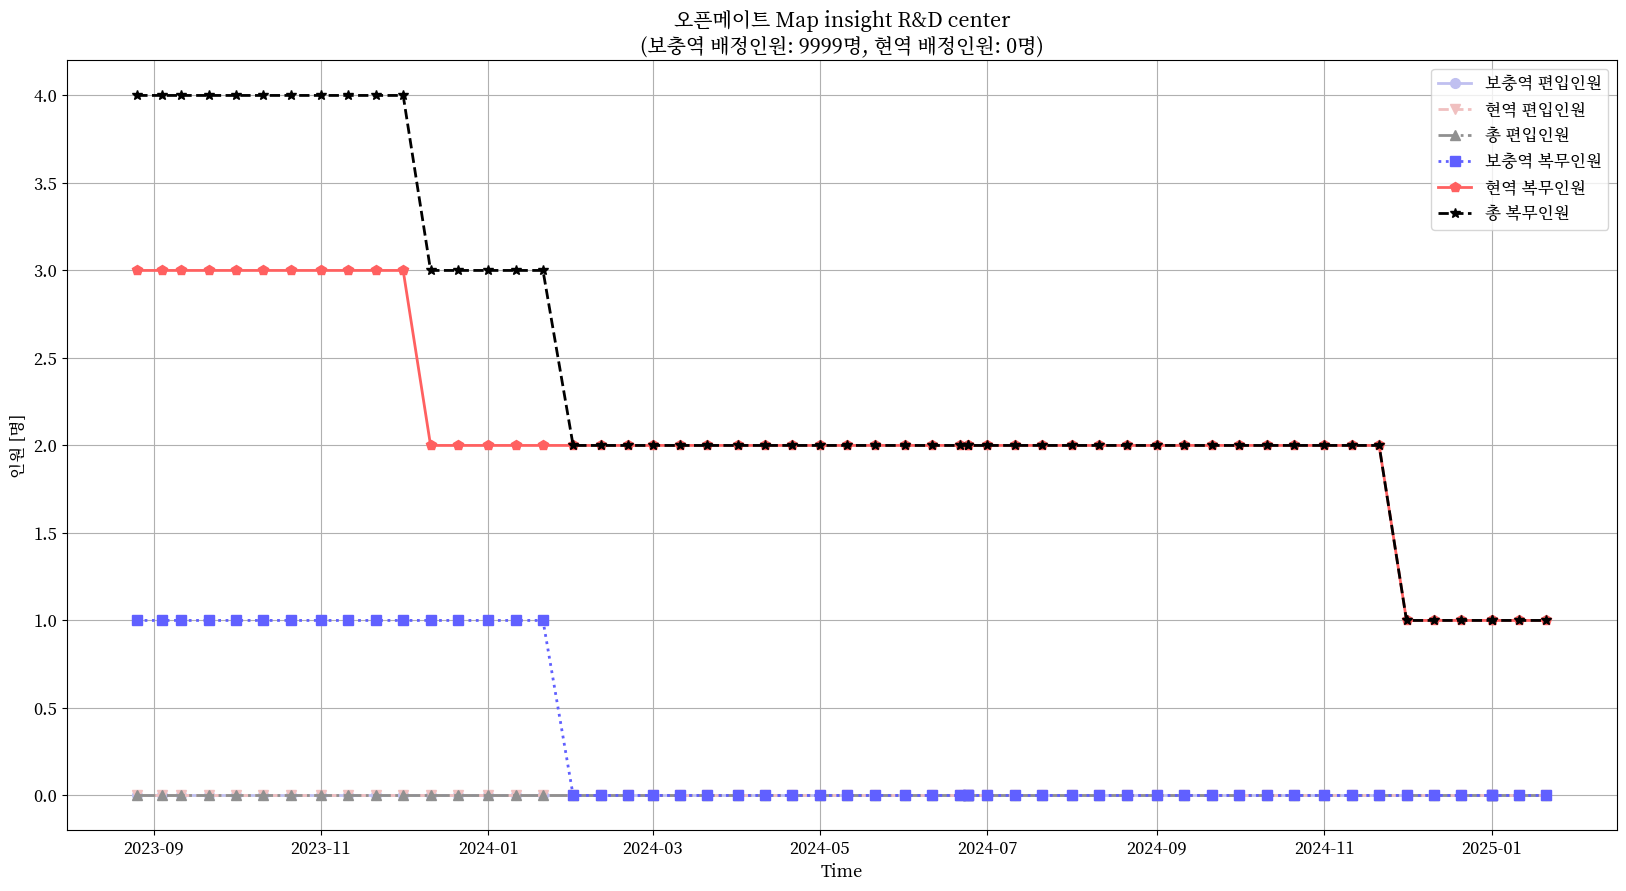 오픈메이트 Map insight R&D center
(보충역 배정인원: 9999명, 현역 배정인원: 0명)
보충역 편입인원
현역 편입인원
총 편입인원
보충역 복무인원
현역 복무인원
총 복무인원
인원 [명]
4.0
3.5
3.0
2.5
2.0
1.5
1.0
0.5
0.0
2023-09
2023-11
2024-01
2024-03
2024-05
2024-07
2024-09
2024-11
2025-01
Time